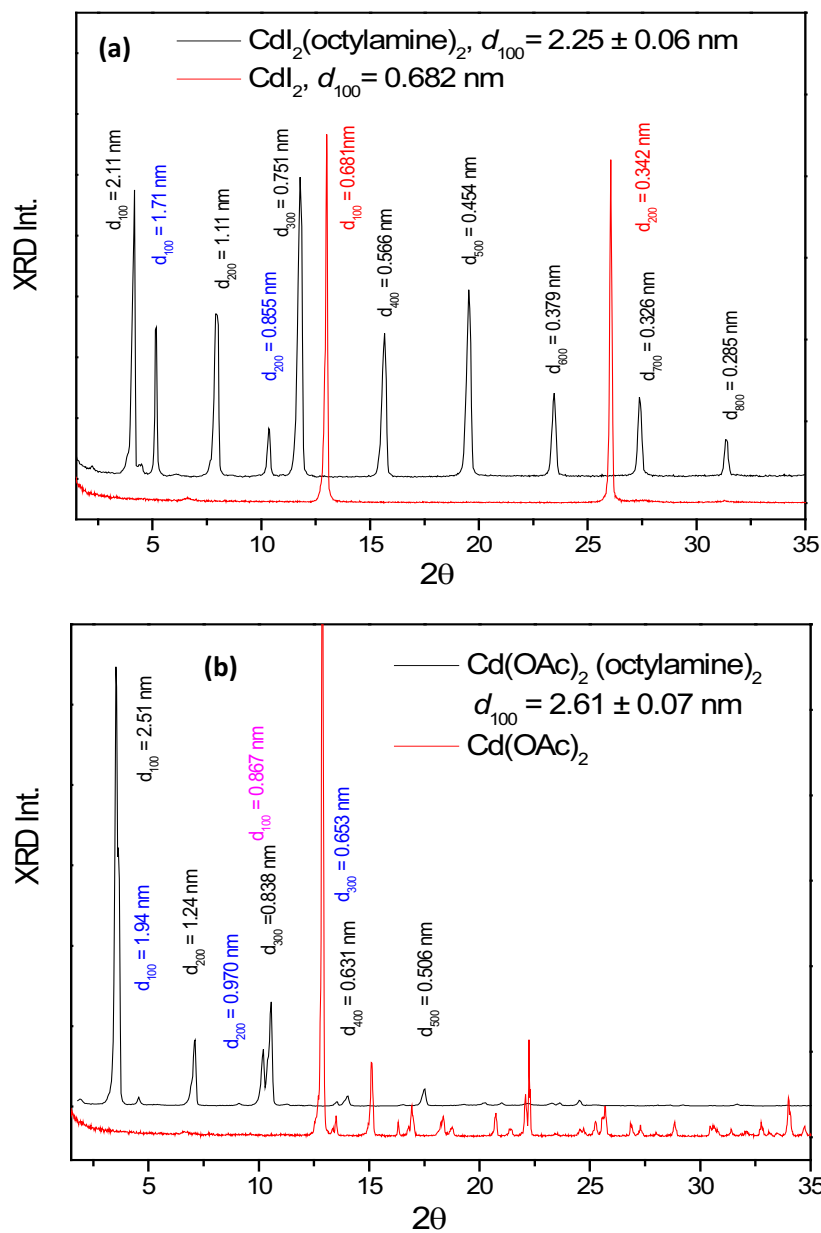 (a)
CdI₂(octylamine)₂, d₁₀₀= 2.25 ± 0.06 nm
CdI₂, d₁₀₀= 0.682 nm
d₁₀₀ = 2.11 nm
d₁₀₀ = 1.71 nm
d₂₀₀ = 1.11 nm
d₂₀₀ = 0.855 nm
d₃₀₀ = 0.751 nm
d₁₀₀ = 0.681nm
d₄₀₀ = 0.566 nm
d₅₀₀ = 0.454 nm
d₆₀₀ = 0.379 nm
d₂₀₀ = 0.342 nm
d₇₀₀ = 0.326 nm
d₈₀₀ = 0.285 nm
XRD Int.
5 10 15 20 25 30 35
2θ
(b)
Cd(OAc)₂ (octylamine)₂
d₁₀₀ = 2.61 ± 0.07 nm
Cd(OAc)₂
d₁₀₀ = 1.94 nm
d₁₀₀ = 2.51 nm
d₂₀₀ = 1.24 nm
d₂₀₀ = 0.970 nm
d₁₀₀ = 0.867 nm
d₃₀₀ =0.838 nm
d₃₀₀ = 0.653 nm
d₄₀₀ = 0.631 nm
d₅₀₀ = 0.506 nm
XRD Int.
5 10 15 20 25 30 35
2θ